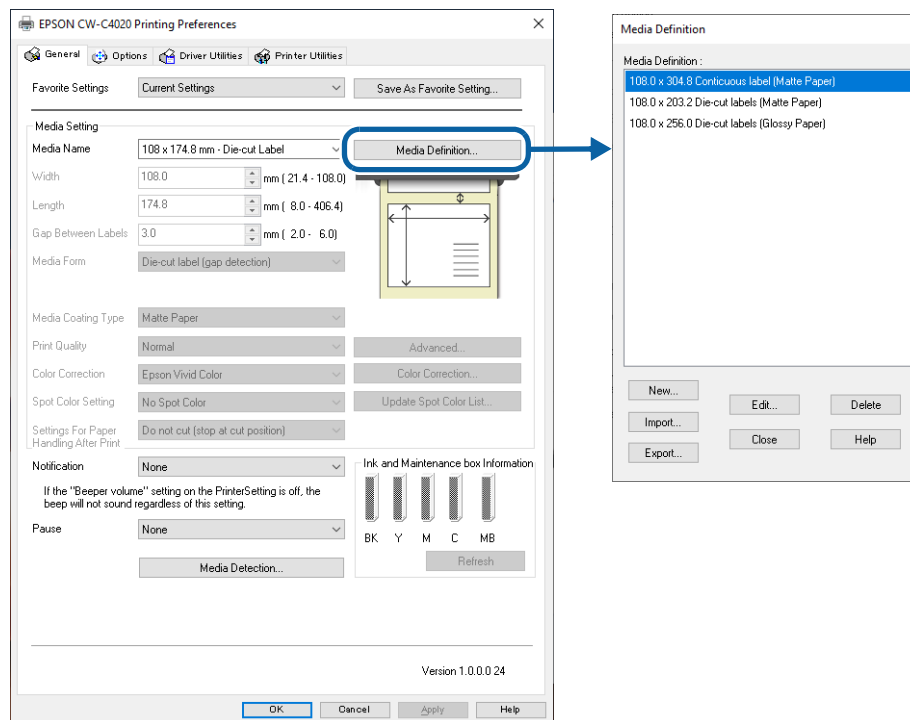 EPSON CW-C4020 Printing Preferences
General
Options
Driver Utilities
Printer Utilities
Favorite Settings
Current Settings
Save As Favorite Setting...
Media Setting
Media Name
108 x 174.8 mm - Die-cut Label
Media Definition...
Width
108.0
mm ( 21.4 - 108.0)
Length
174.8
mm ( 8.0 - 406.4)
Gap Between Labels
3.0
mm ( 2.0 - 6.0)
Media Form
Die-cut label (gap detection)
Media Coating Type
Matte Paper
Print Quality
Normal
Advanced...
Color Correction
Epson Vivid Color
Color Correction...
Spot Color Setting
No Spot Color
Update Spot Color List...
Settings For Paper
Handling After Print
Do not cut (stop at cut position)
Notification
None
If the "Beeper volume" setting on the PrinterSetting is off, the
beep will not sound regardless of this setting.
Pause
None
Media Detection...
Ink and Maintenance box Information
BK Y M C MB
Refresh
Version 1.0.0.0 24
OK
Cancel
Apply
Help
Media Definition
Media Definition :
108.0 x 304.8 Conticuous label (Matte Paper)
108.0 x 203.2 Die-cut labels (Matte Paper)
108.0 x 256.0 Die-cut labels (Glossy Paper)
New...
Edit...
Delete
Import...
Close
Help
Export...